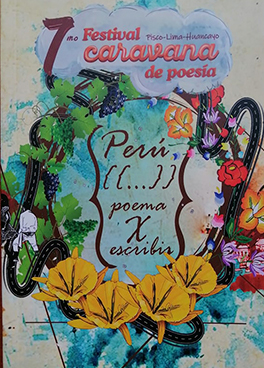 7mo Festival Pisco-Lima-Huancayo
caravana
de poesía
Perú
{{...}}
poema
X
escribir